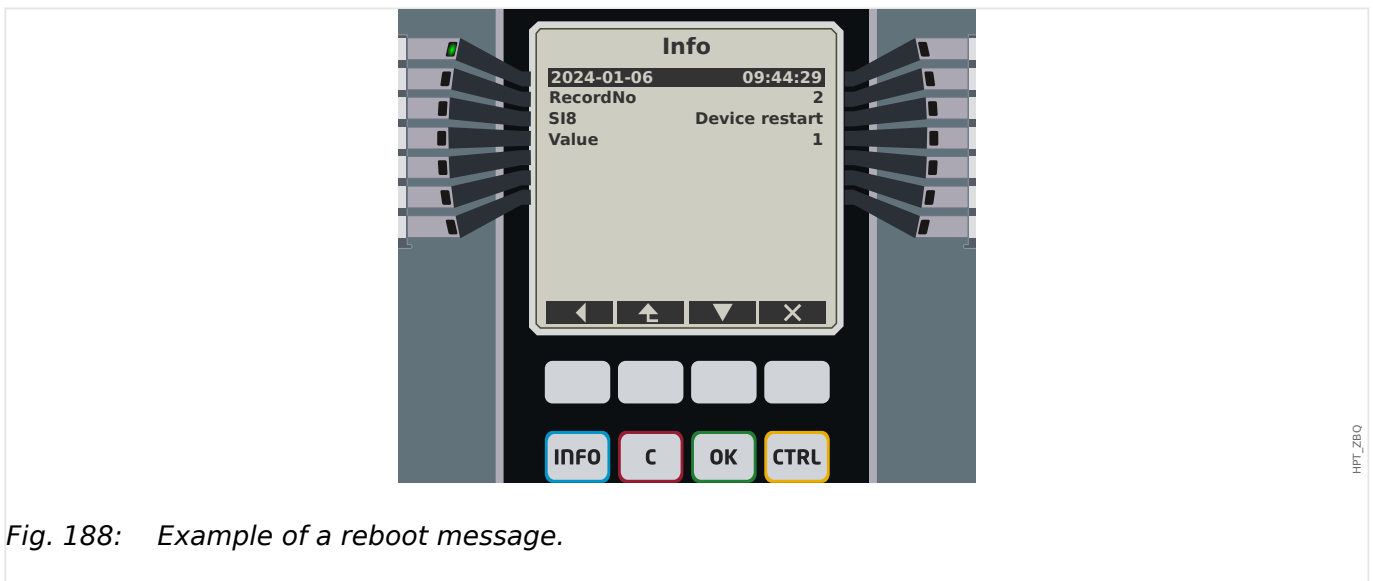 Info
2024-01-06 09:44:29
RecordNo 2
SI8 Device restart
Value 1
INFO C OK CTRL
HPT_ZBQ
Fig. 188: Example of a reboot message.